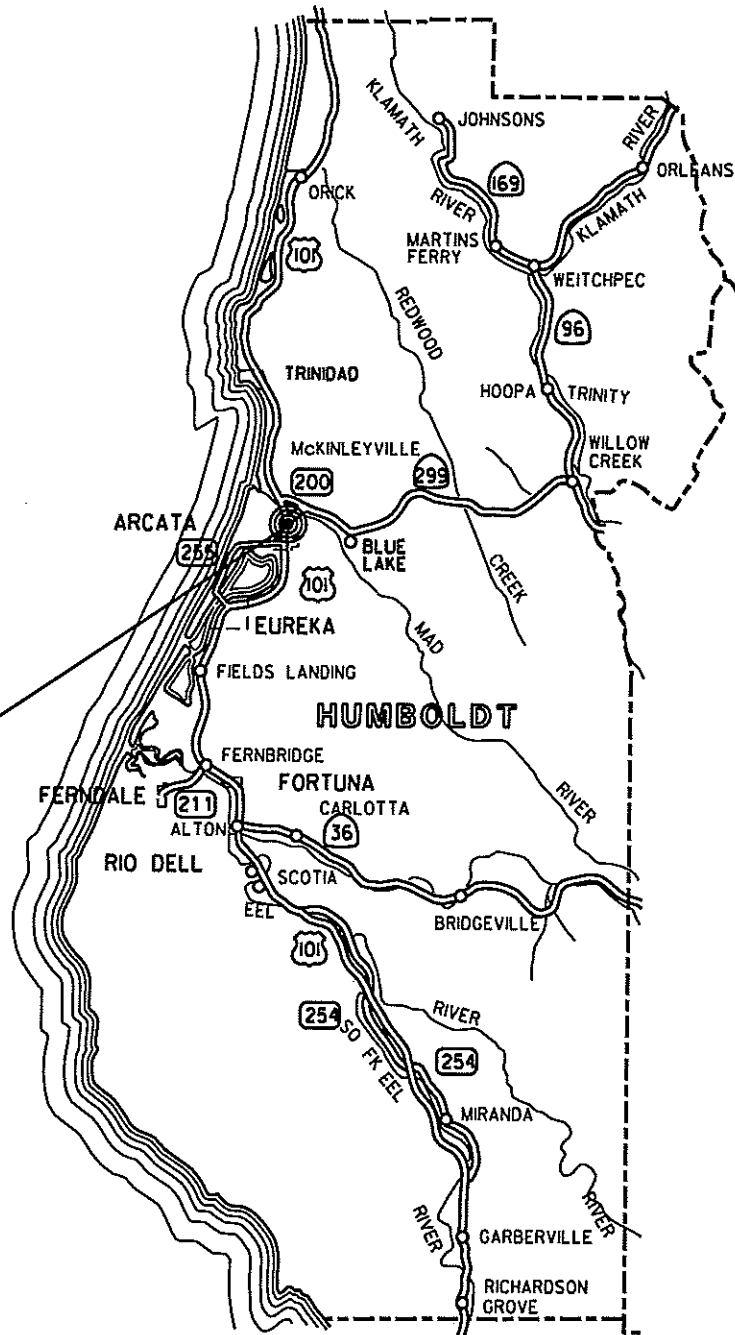 KLAMATH
JOHNSONS
RIVER
ORLEANS
ORICK
169
RIVER
KLAMATH
MARTINS
FERRY
101
WEITCHPEC
REDWOOD
96
TRINIDAD
HOOPA
TRINITY
McKINLEYVILLE
WILLOW
CREEK
200
299
ARCATA
255
BLUE
LAKE
CREEK
101
EUREKA
MAD
FIELDS LANDING
HUMBOLDT
FERNBRIDGE
FORTUNA
FERNDALE
211
CARLOTTA
RIVER
ALTON
36
RIO DELL
SCOTIA
EEL
BRIDGEVILLE
101
254
SO FK EEL
RIVER
254
MIRANDA
RIVER
RIVER
GARBERVILLE
RICHARDSON
GROVE